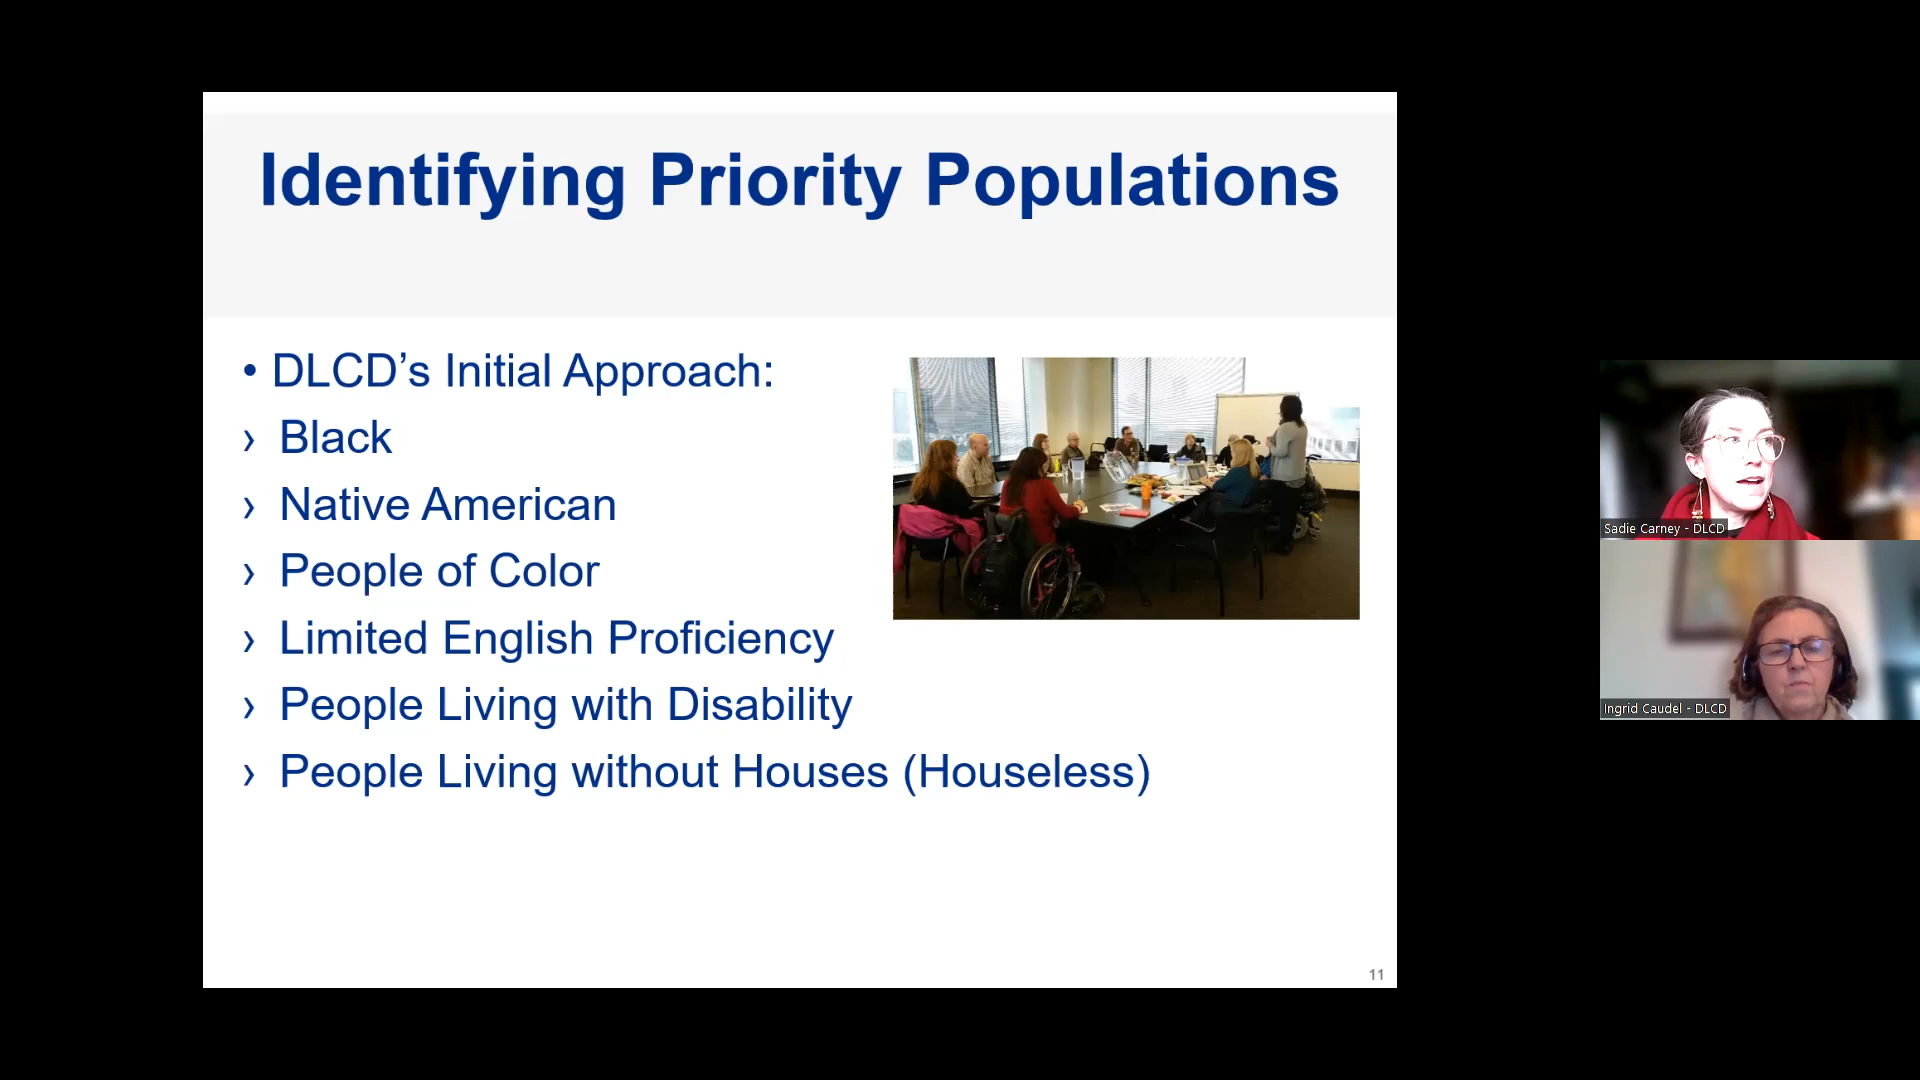 Identifying Priority Populations
• DLCD’s Initial Approach:
› Black
› Native American
› People of Color
› Limited English Proficiency
› People Living with Disability
› People Living without Houses (Houseless)
11
Sadie Carney - DLCD
Ingrid Caudel - DLCD